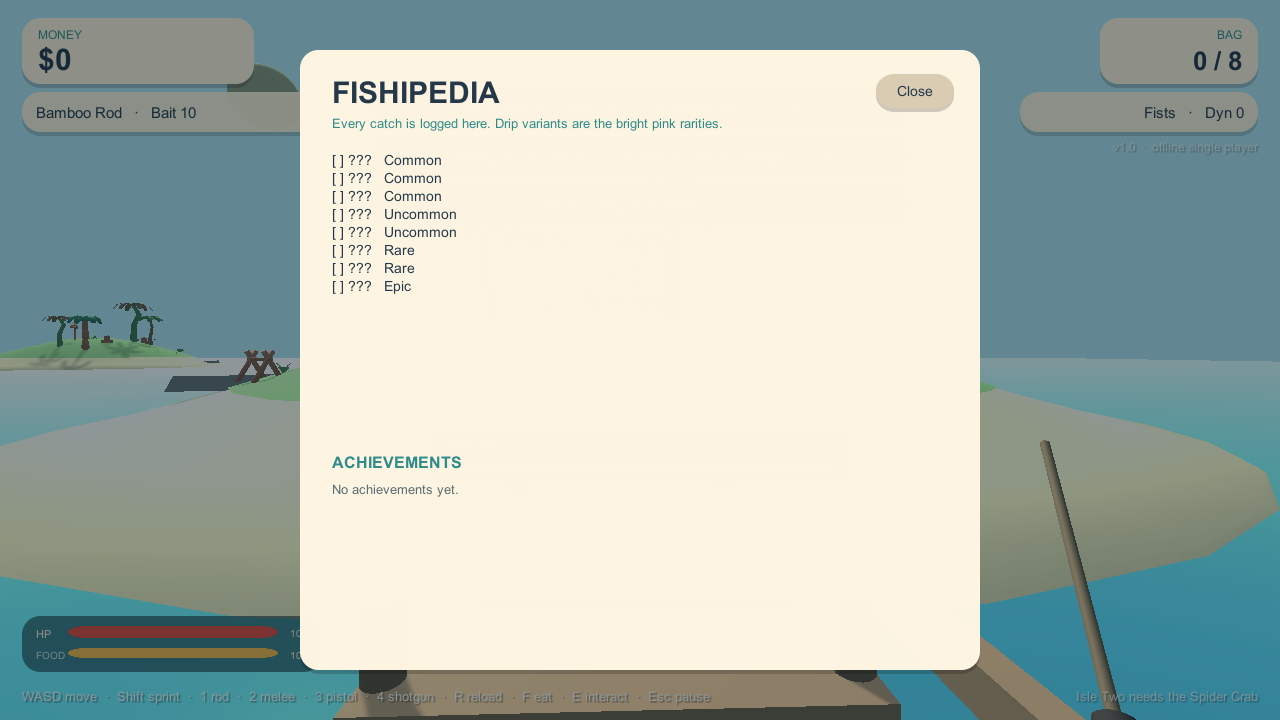 MONEY
$0
Bamboo Rod · Bait 10
BAG
0 / 8
Fists · Dyn 0
v1.0 · offline single player
FISHIPEDIA
Close
Every catch is logged here. Drip variants are the bright pink rarities.
[ ] ??? Common
[ ] ??? Common
[ ] ??? Common
[ ] ??? Uncommon
[ ] ??? Uncommon
[ ] ??? Rare
[ ] ??? Rare
[ ] ??? Epic
ACHIEVEMENTS
No achievements yet.
HP
FOOD
WASD move · Shift sprint · 1 rod · 2 melee · 3 pistol · 4 shotgun · R reload · F eat · E interact · Esc pause
Isle Two needs the Spider Crab